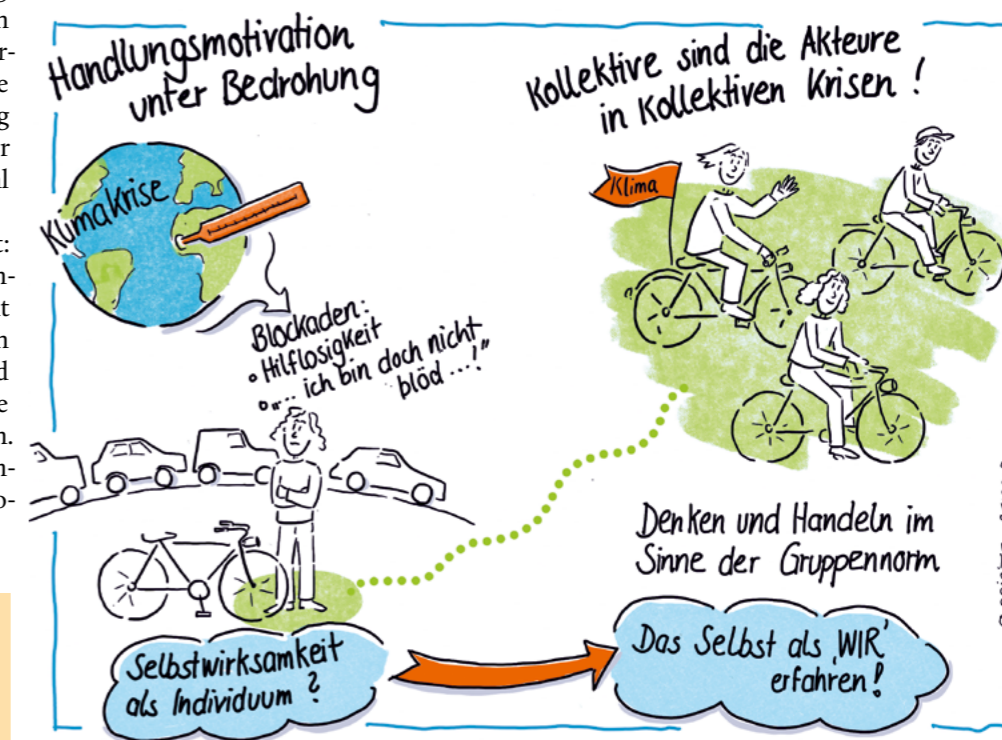 Handlungsmotivation
unter Bedrohung
Klimakrise
Blockaden:
• Hilflosigkeit
• „... ich bin doch nicht
blöd ...!"
Selbstwirksamkeit
als Individuum?
Kollektive sind die Akteure
in Kollektiven Krisen!
Klima
Denken und Handeln im
Sinne der Gruppennorm
Das Selbst als ‚WIR'
erfahren!